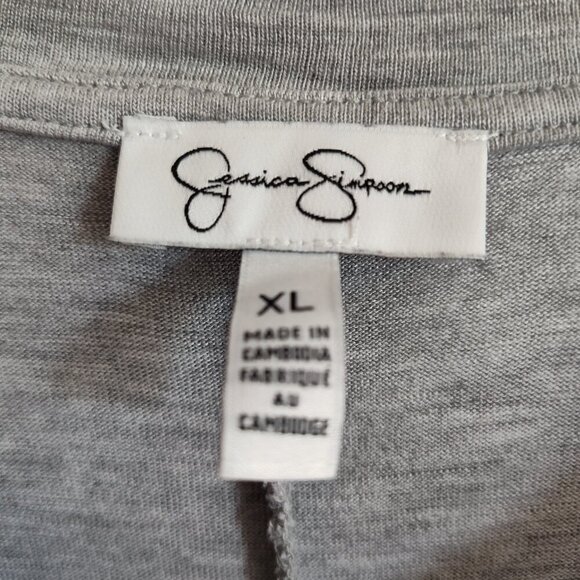 Jessica Simpson
XL
MADE IN
CAMBODIA
FABRIQUÉ
AU
CAMBODGE